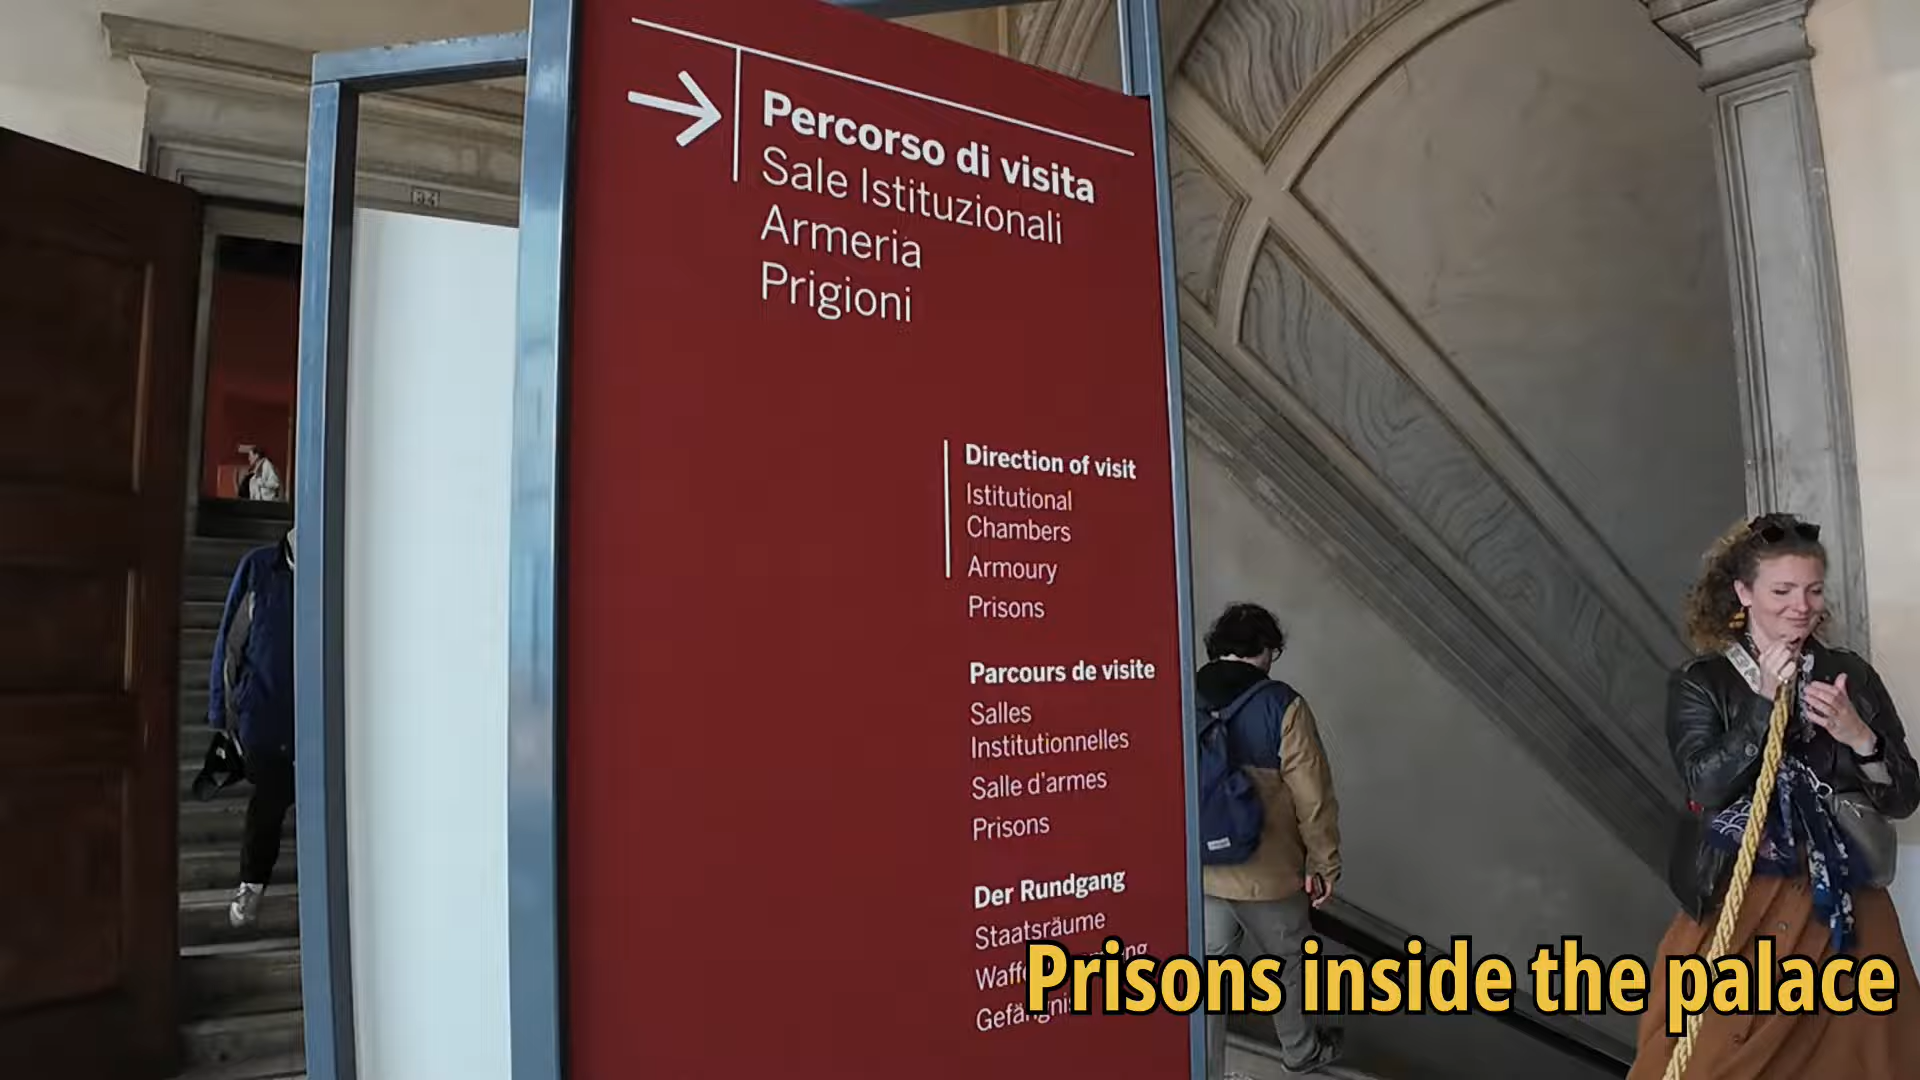 34
Percorso di visita
Sale Istituzionali
Armeria
Prigioni
Direction of visit
Istitutional
Chambers
Armoury
Prisons
Parcours de visite
Salles
Institutionnelles
Salle d'armes
Prisons
Der Rundgang
Staatsräume
Prisons inside the palace